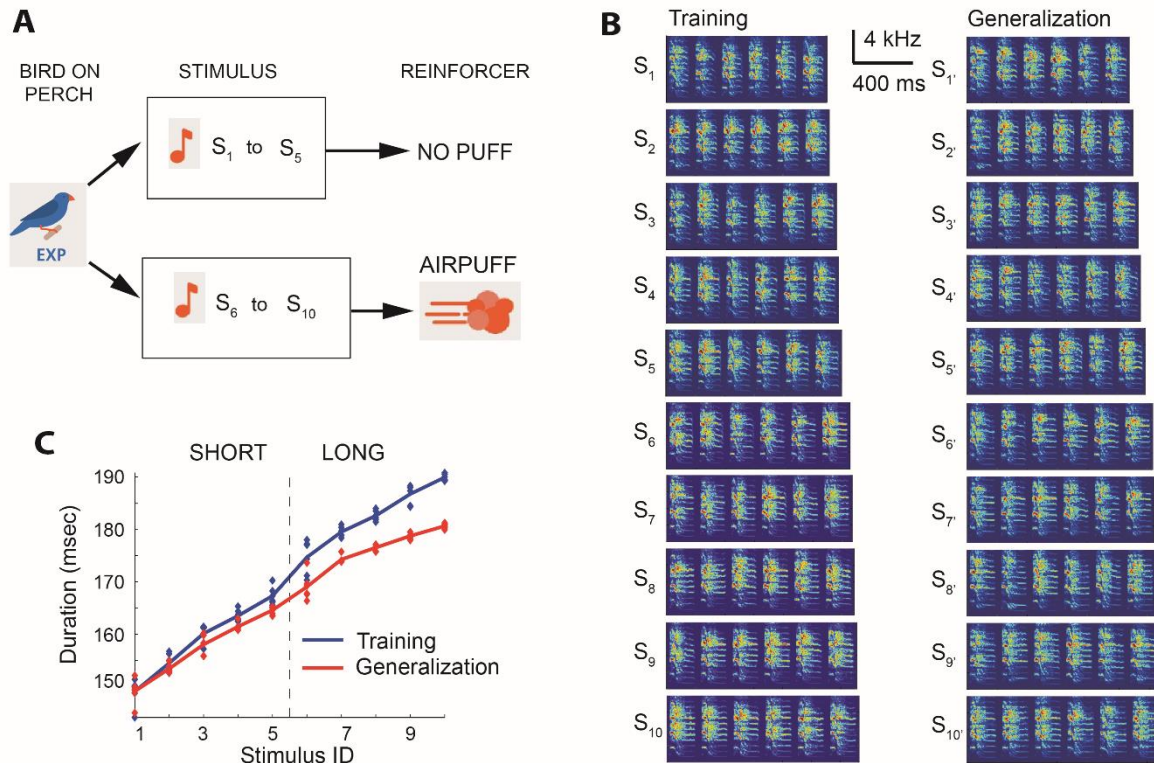 A
BIRD ON
PERCH
STIMULUS
REINFORCER
S1 to S5
NO PUFF
EXP
S6 to S10
AIRPUFF
B
Training
Generalization
4 kHz
400 ms
S1
S1'
S2
S2'
S3
S3'
S4
S4'
S5
S5'
S6
S6'
S7
S7'
S8
S8'
S9
S9'
S10
S10'
C
SHORT
LONG
Duration (msec)
190
180
170
160
150
Training
Generalization
1 3 5 7 9
Stimulus ID